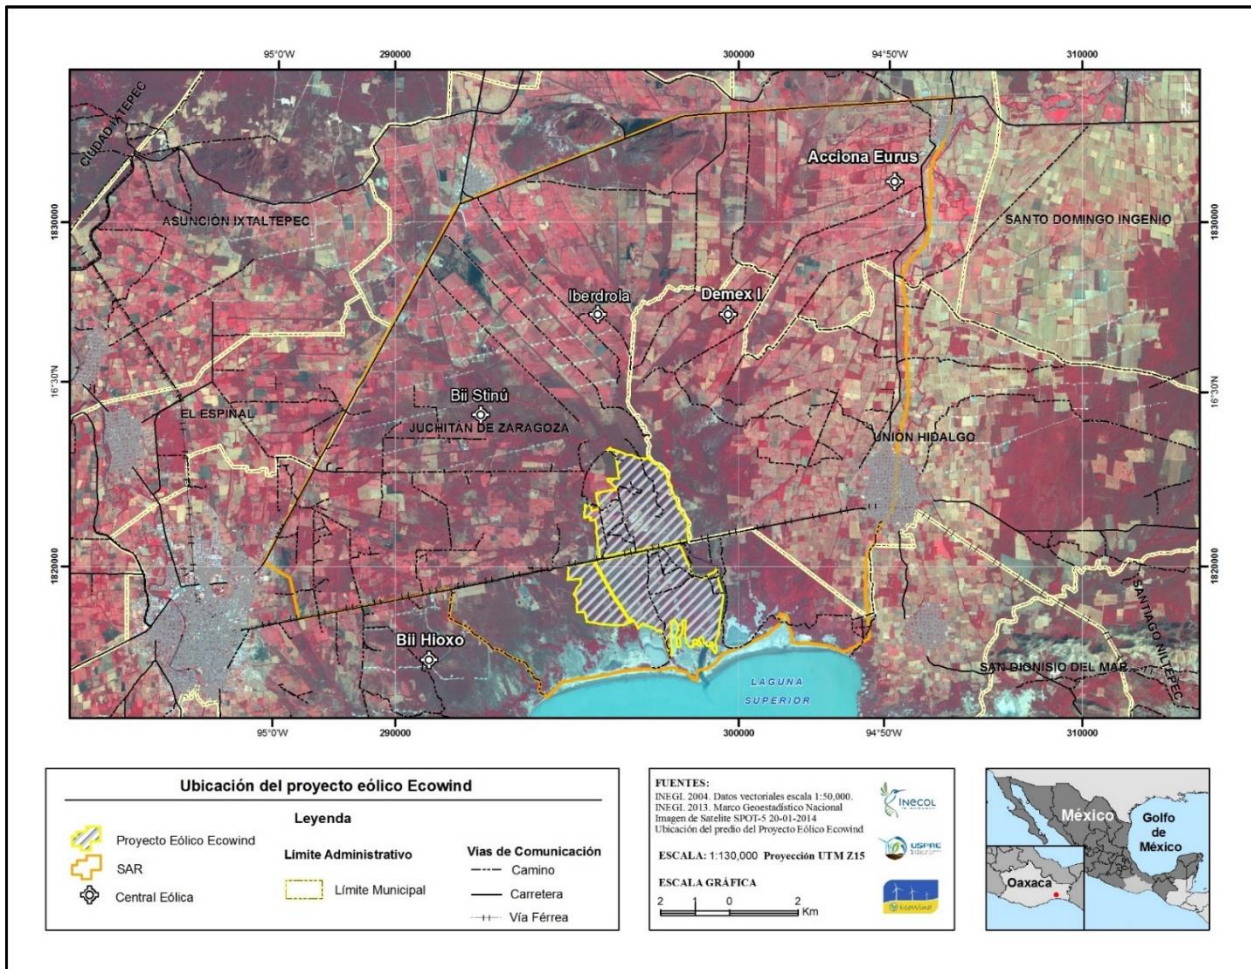 95°0'W
290000
300000
94°50'W
310000
CIUDAD IXTEPEC
Acciona Eurus
ASUNCIÓN IXTALTEPEC
SANTO DOMINGO INGENIO
1830000
1830000
Iberdrola
Demex I
16°30'N
16°30'N
Bii Stinú
EL ESPINAL
JUCHITÁN DE ZARAGOZA
UNIÓN HIDALGO
1820000
1820000
SANTIAGO NILTEPEC
Bii Hioxo
SAN DIONISIO DEL MAR
LAGUNA
SUPERIOR
95°0'W
290000
300000
94°50'W
310000
Ubicación del proyecto eólico Ecowind
Leyenda
Proyecto Eólico Ecowind
SAR
Central Eólica
Límite Administrativo
Límite Municipal
Vías de Comunicación
Camino
Carretera
Vía Férrea
FUENTES:
INEGI. 2004. Datos vectoriales escala 1:50,000.
INEGI. 2013. Marco Geoestadístico Nacional
Imagen de Satelite SPOT-5 20-01-2014
Ubicación del predio del Proyecto Eólico Ecowind
ESCALA: 1:130,000 Proyección UTM Z15
ESCALA GRÁFICA
2 1 0 2
Km
INECOL
USPAE
ecowind
México
Golfo
de
México
Oaxaca